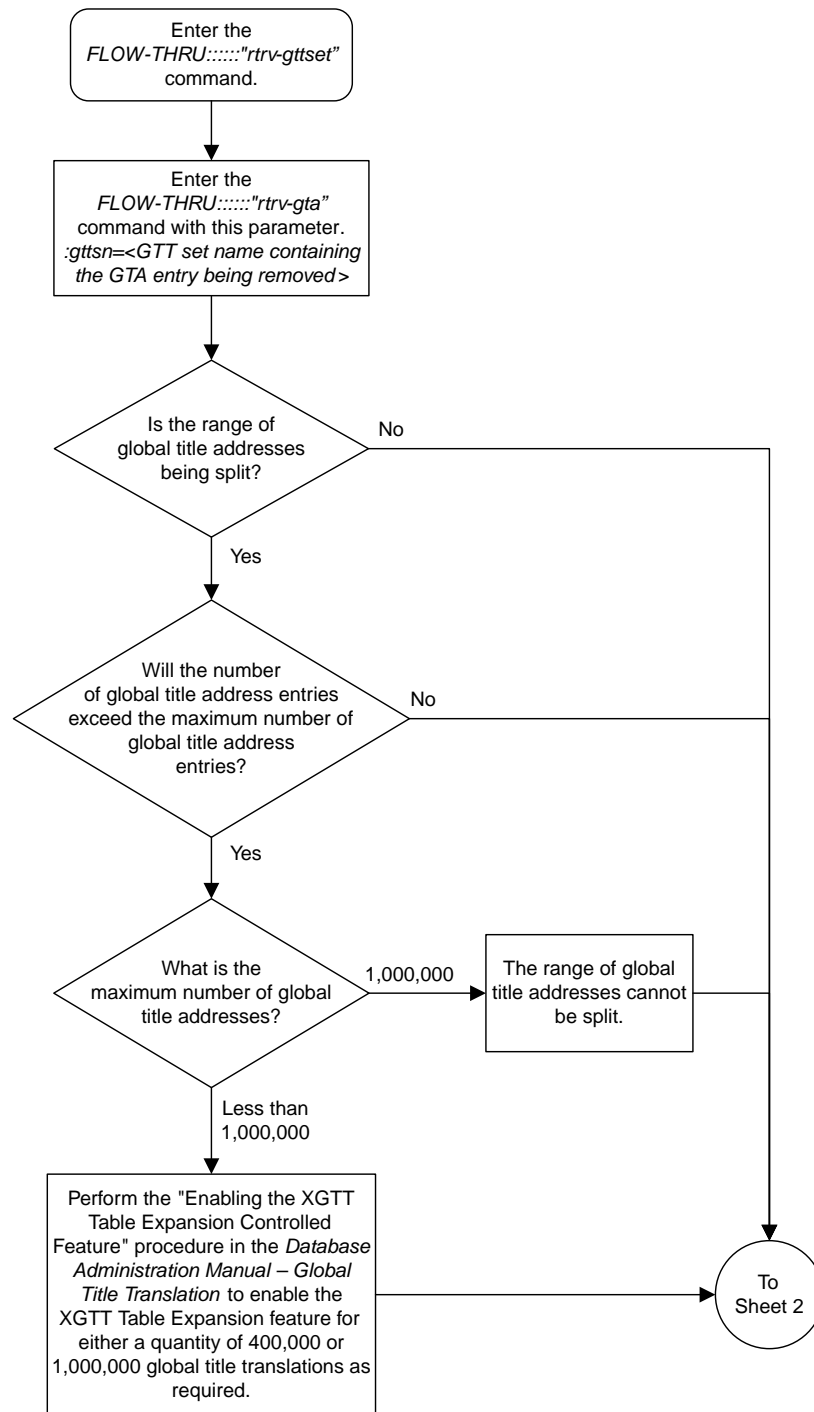 Enter the
FLOW-THRU::::::"rtrv-gttset”
command.
Enter the
FLOW-THRU::::::"rtrv-gta”
command with this parameter.
:gttsn=<GTT set name containing
the GTA entry being removed>
Is the range of
global title addresses
being split?
No
Yes
Will the number
of global title address entries
exceed the maximum number of
global title address
entries?
No
Yes
What is the
maximum number of global
title addresses?
1,000,000
The range of global
title addresses cannot
be split.
Less than
1,000,000
Perform the "Enabling the XGTT
Table Expansion Controlled
Feature" procedure in the Database
Administration Manual – Global
Title Translation to enable the
XGTT Table Expansion feature for
either a quantity of 400,000 or
1,000,000 global title translations as
required.
To
Sheet 2